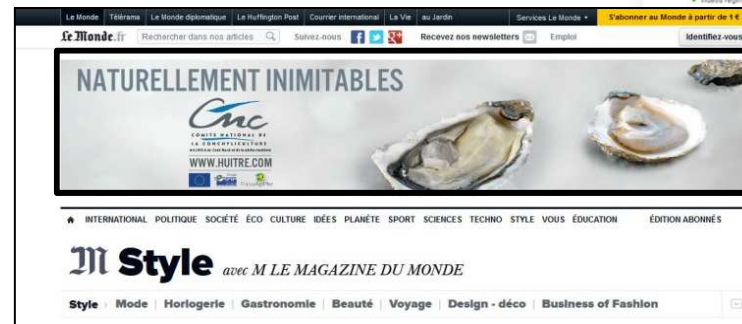 Le Monde Télérama Le Monde diplomatique Le Huffington Post Courrier international La Vie au Jardin Services Le Monde S'abonner au Monde à partir de 1 €
Le Monde.fr Rechercher dans nos articles Suivez-nous Recevez nos newsletters Emploi Identifiez-vous
NATURELLEMENT INIMITABLES
Cnc
COMITE NATIONAL DE
LA CONCHYLICULTURE
WWW.HUITRE.COM
FranceAgriMer
INTERNATIONAL POLITIQUE SOCIÉTÉ ÉCO CULTURE IDÉES PLANÈTE SPORT SCIENCES TECHNO STYLE VOUS ÉDUCATION ÉDITION ABONNÉS
M Style avec M LE MAGAZINE DU MONDE
Style Mode Horlogerie Gastronomie Beauté Voyage Design - déco Business of Fashion